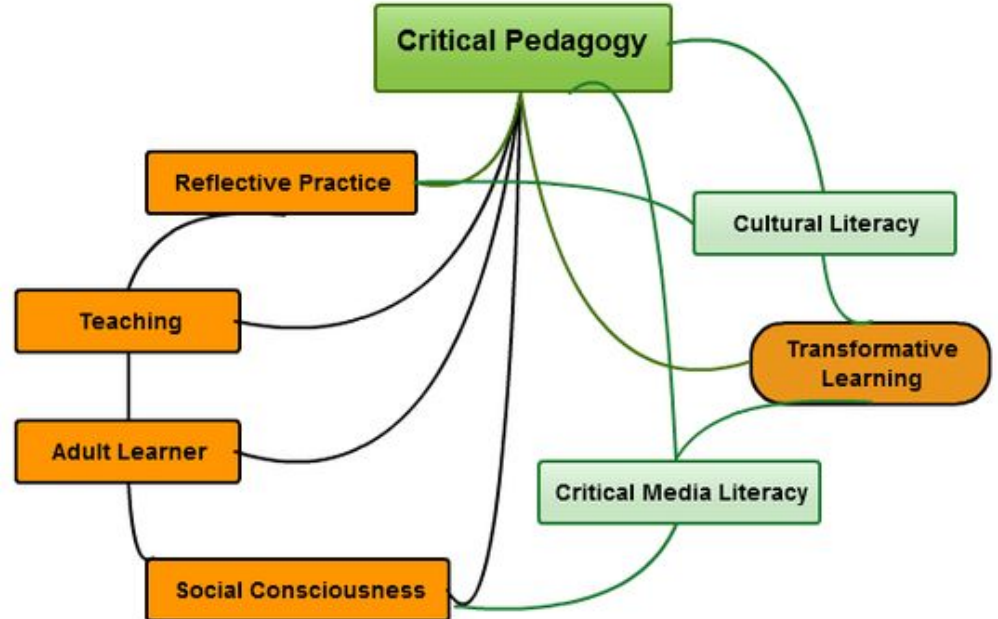 Critical Pedagogy
Reflective Practice
Cultural Literacy
Teaching
Transformative
Learning
Adult Learner
Critical Media Literacy
Social Consciousness